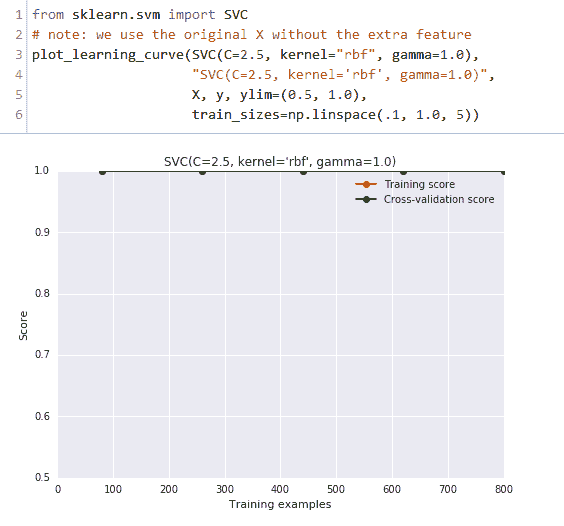 1 from sklearn.svm import SVC
2 # note: we use the original X without the extra feature
3 plot_learning_curve(SVC(C=2.5, kernel="rbf", gamma=1.0),
4 "SVC(C=2.5, kernel='rbf', gamma=1.0)",
5 X, y, ylim=(0.5, 1.0),
6 train_sizes=np.linspace(.1, 1.0, 5))
SVC(C=2.5, kernel='rbf', gamma=1.0)
1.0
Training score
Cross-validation score
0.9
0.8
Score
0.7
0.6
0.5
0 100 200 300 400 500 600 700 800
Training examples